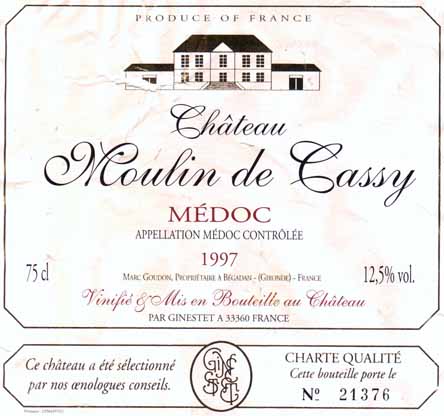 PRODUCE OF FRANCE
Château
Moulin de Cassy
MÉDOC
APPELLATION MÉDOC CONTRÔLÉE
1997
75 cl
MARC GOUDON, PROPRIÉTAIRE À BÉGADAN - (GIRONDE) - FRANCE
12,5% vol.
Vinifié & Mis en Bouteille au Château
PAR GINESTET A 33360 FRANCE
Ce château a été sélectionné
par nos œnologues conseils.
CHARTE QUALITÉ
Cette bouteille porte le
No 21376